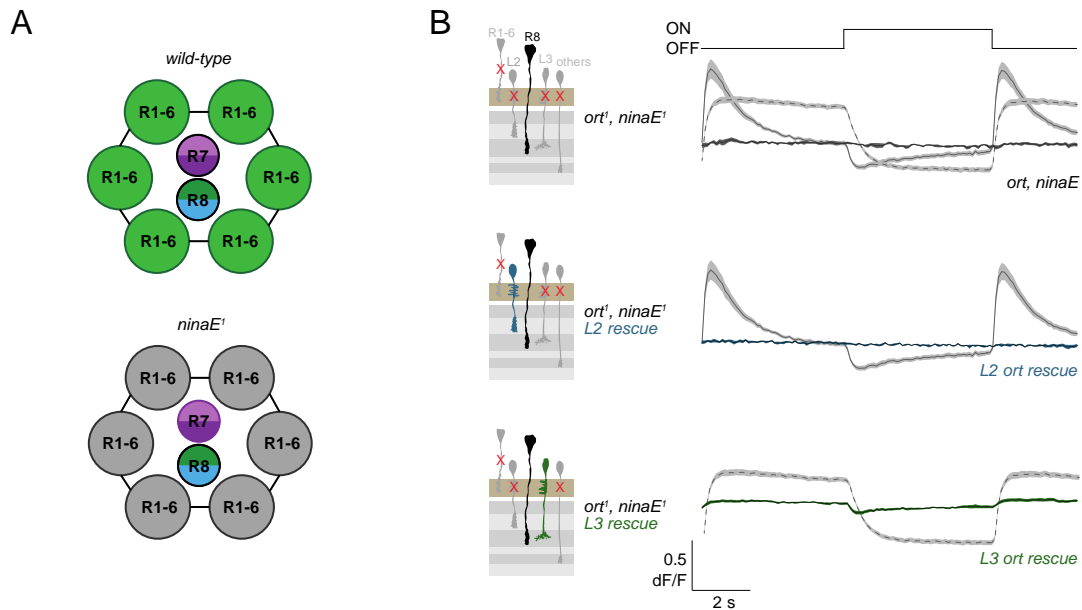 A
wild-type
R1-6 R1-6
R7
R1-6 R1-6
R8
R1-6 R1-6
ninaE¹
R1-6 R1-6
R7
R1-6 R1-6
R8
R1-6 R1-6
B
R1-6 R8
L2 L3 others
X
X X X
ort¹, ninaE¹
ON
OFF
ort, ninaE
X
X X
ort¹, ninaE¹
L2 rescue
L2 ort rescue
X
X X
ort¹, ninaE¹
L3 rescue
L3 ort rescue
0.5
dF/F
2 s